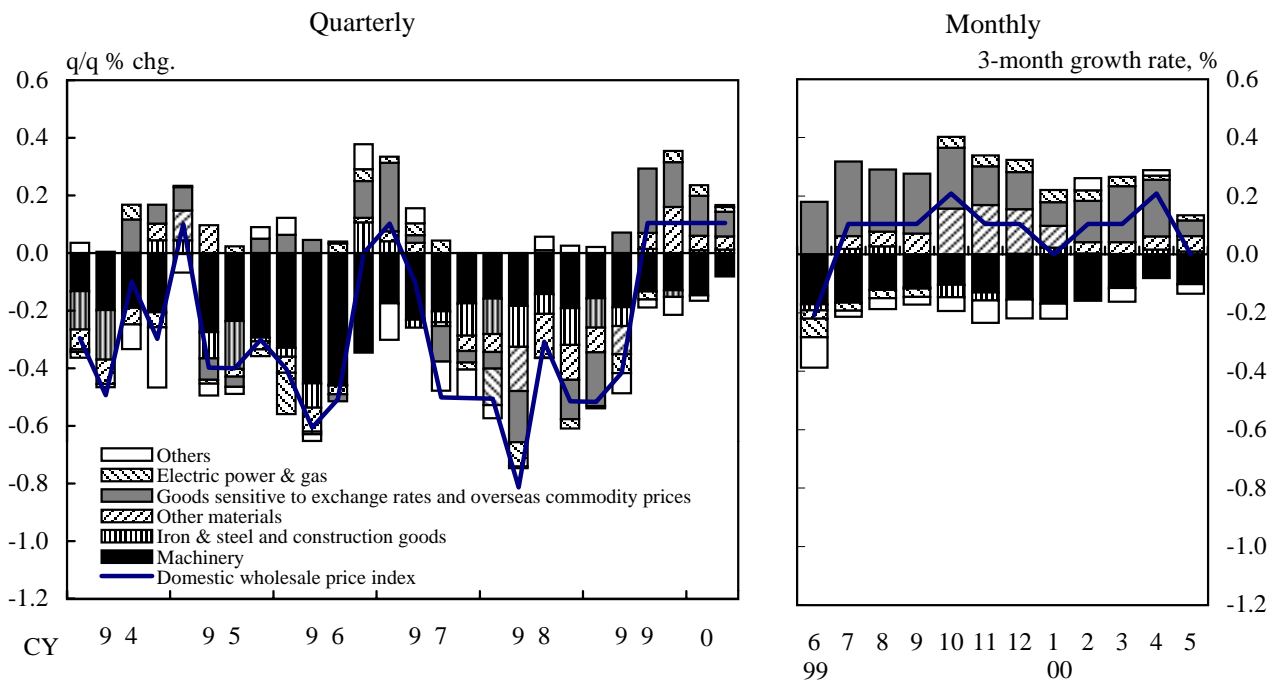 Quarterly
q/q % chg.
0.6
0.4
0.2
0.0
-0.2
-0.4
-0.6
-0.8
-1.0
-1.2
Others
Electric power & gas
Goods sensitive to exchange rates and overseas commodity prices
Other materials
Iron & steel and construction goods
Machinery
Domestic wholesale price index
CY 9 4 9 5 9 6 9 7 9 8 9 9 0
Monthly
3-month growth rate, %
0.6
0.4
0.2
0.0
-0.2
-0.4
-0.6
-0.8
-1.0
-1.2
6 7 8 9 10 11 12 1 2 3 4 5
99 00